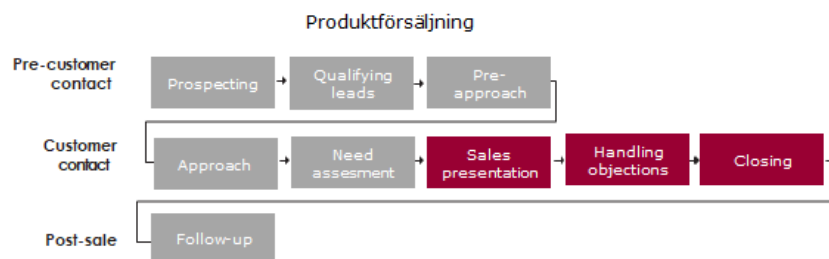 Produktförsäljning
Pre-customer
contact
Prospecting
Qualifying
leads
Pre-
approach
Customer
contact
Approach
Need
assesment
Sales
presentation
Handling
objections
Closing
Post-sale
Follow-up